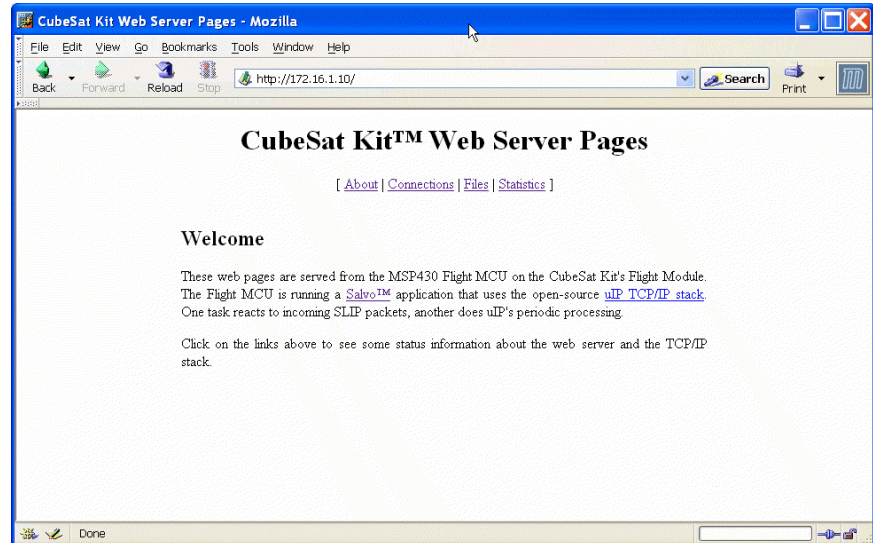 CubeSat Kit Web Server Pages - Mozilla
File Edit View Go Bookmarks Tools Window Help
Back Forward Reload Stop http://172.16.1.10/ Search Print
CubeSat Kit™ Web Server Pages
[ About | Connections | Files | Statistics ]
Welcome
These web pages are served from the MSP430 Flight MCU on the CubeSat Kit's Flight Module.
The Flight MCU is running a Salvo™ application that uses the open-source uIP TCP/IP stack.
One task reacts to incoming SLIP packets, another does uIP's periodic processing.
Click on the links above to see some status information about the web server and the TCP/IP
stack.
Done